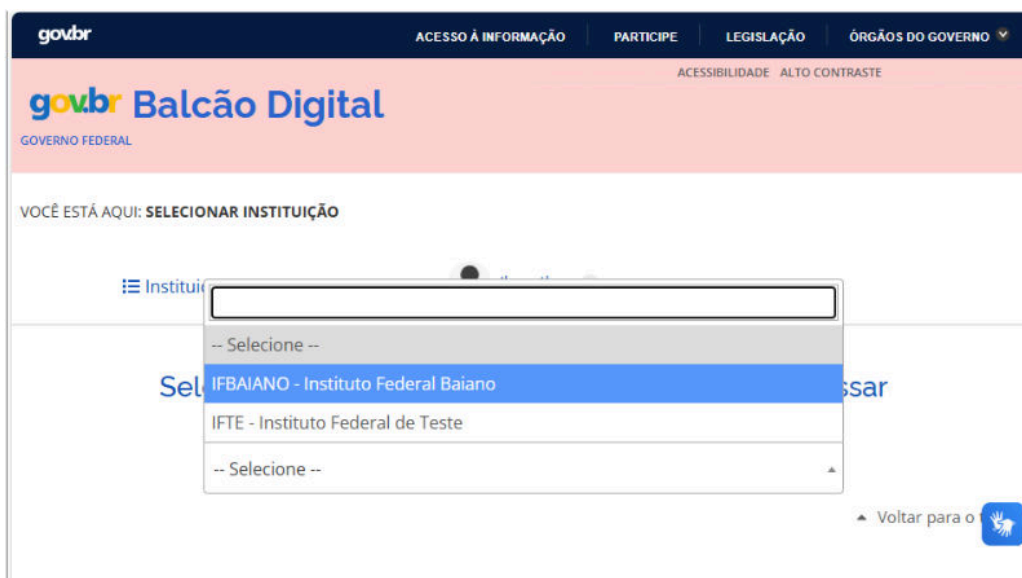 gov.br ACESSO À INFORMAÇÃO PARTICIPE LEGISLAÇÃO ÓRGÃOS DO GOVERNO
ACESSIBILIDADE ALTO CONTRASTE
gov.br Balcão Digital
GOVERNO FEDERAL
VOCÊ ESTÁ AQUI: SELECIONAR INSTITUIÇÃO
-- Selecione --
IFBAIANO - Instituto Federal Baiano
IFTE - Instituto Federal de Teste
-- Selecione --
Voltar para o